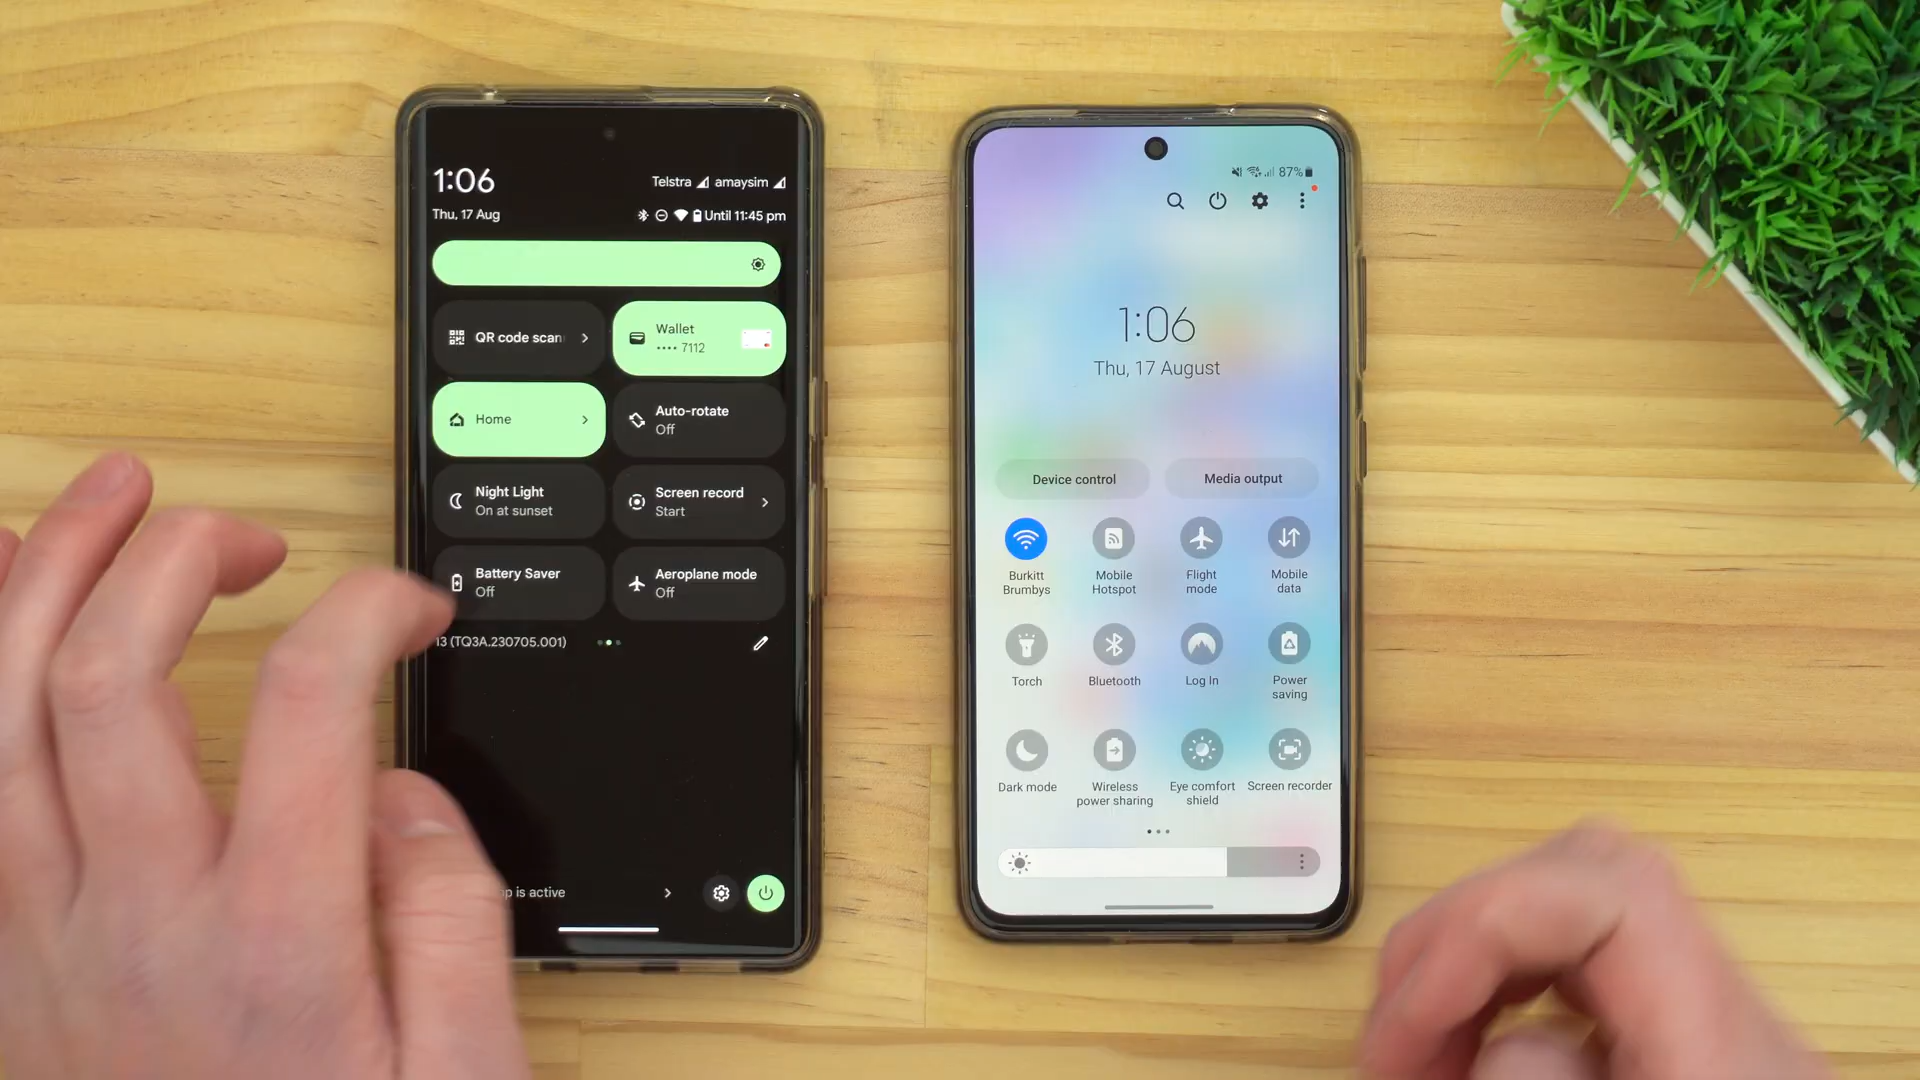 1:06
Telstra amaysim
Thu, 17 Aug
Until 11:45 pm
QR code scan
Wallet
•••• 7112
Home
Auto-rotate
Off
Night Light
On at sunset
Screen record
Start
Battery Saver
Off
Aeroplane mode
Off
13 (TQ3A.230705.001)
is active
87%
1:06
Thu, 17 August
Device control
Media output
Burkitt
Brumbys
Mobile
Hotspot
Flight
mode
Mobile
data
Torch
Bluetooth
Log In
Power
saving
Dark mode
Wireless
power sharing
Eye comfort
shield
Screen recorder